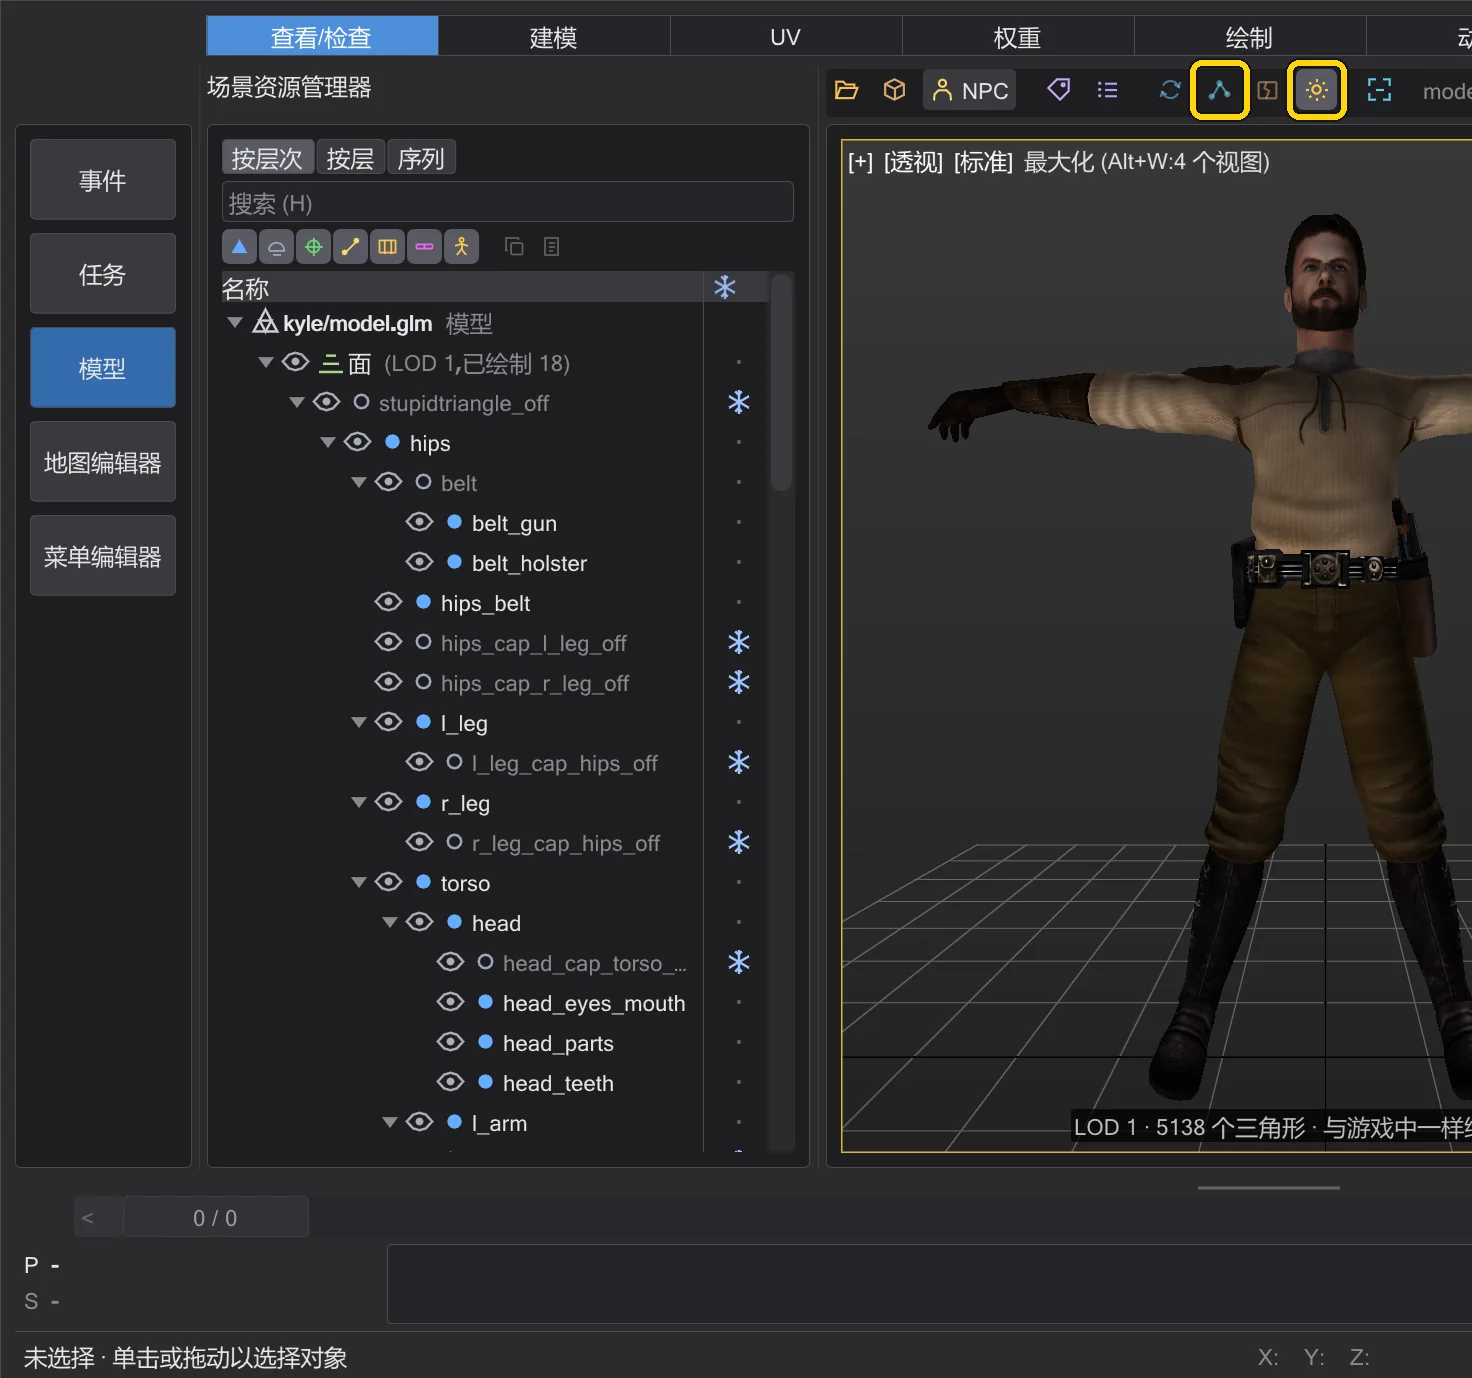 查看/检查
建模
UV
权重
绘制
场景资源管理器
NPC
事件
任务
模型
地图编辑器
菜单编辑器
按层次
按层
序列
搜索 (H)
名称
kyle/model.glm 模型
面 (LOD 1,已绘制 18)
stupidtriangle_off
hips
belt
belt_gun
belt_holster
hips_belt
hips_cap_l_leg_off
hips_cap_r_leg_off
l_leg
l_leg_cap_hips_off
r_leg
r_leg_cap_hips_off
torso
head
head_cap_torso_...
head_eyes_mouth
head_parts
head_teeth
l_arm
[+] [透视] [标准] 最大化 (Alt+W:4 个视图)
LOD 1 · 5138 个三角形 · 与游戏中一样
<
0 / 0
P -
S -
未选择 · 单击或拖动以选择对象
X: Y: Z: